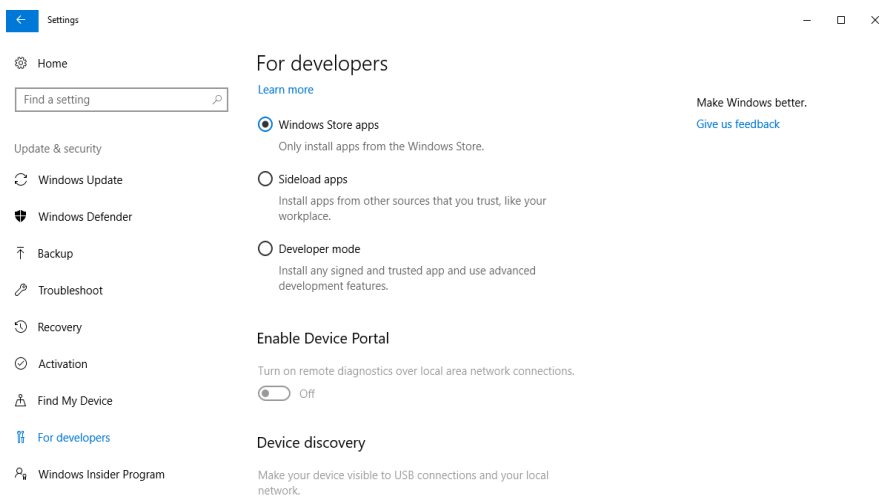 Settings
Home
Find a setting
Update & security
Windows Update
Windows Defender
Backup
Troubleshoot
Recovery
Activation
Find My Device
For developers
Windows Insider Program
For developers
Learn more
Windows Store apps
Only install apps from the Windows Store.
Sideload apps
Install apps from other sources that you trust, like your
workplace.
Developer mode
Install any signed and trusted app and use advanced
development features.
Enable Device Portal
Turn on remote diagnostics over local area network connections.
Off
Device discovery
Make your device visible to USB connections and your local
network.
Make Windows better.
Give us feedback